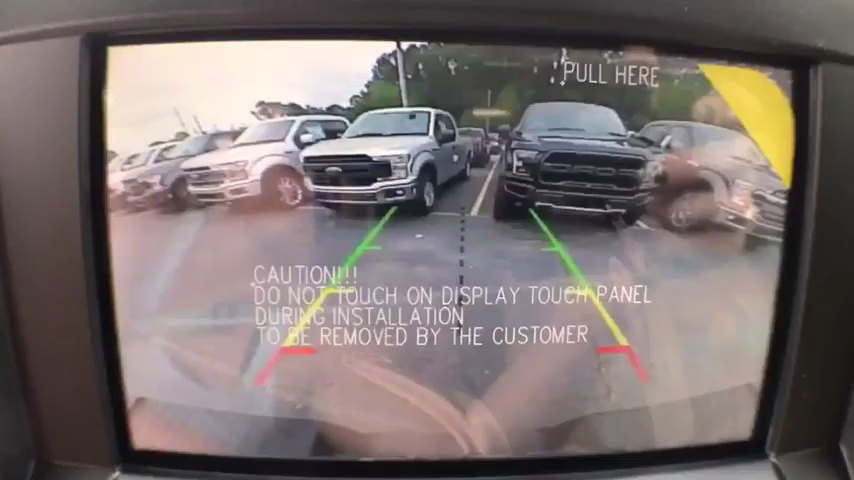 PULL HERE
CAUTION!!!
DO NOT TOUCH ON DISPLAY TOUCH PANEL
DURING INSTALLATION
TO BE REMOVED BY THE CUSTOMER